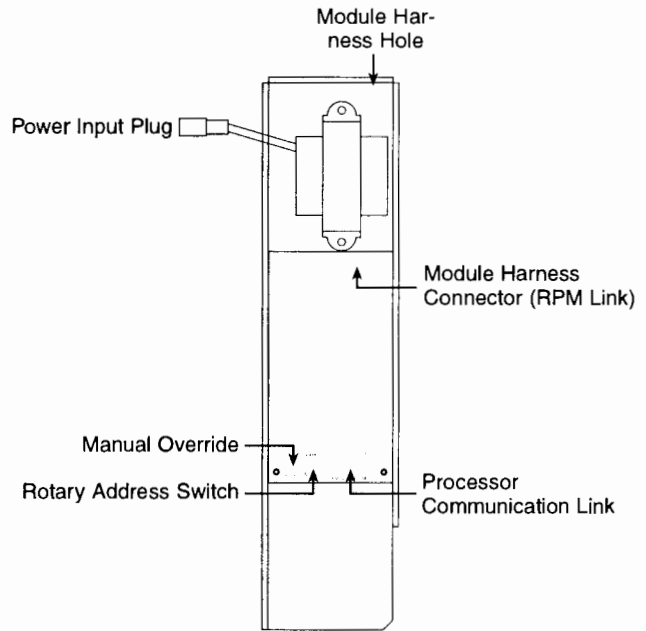 Module Har-
ness Hole
Power Input Plug
Module Harness
Connector (RPM Link)
Manual Override
Rotary Address Switch
Processor
Communication Link